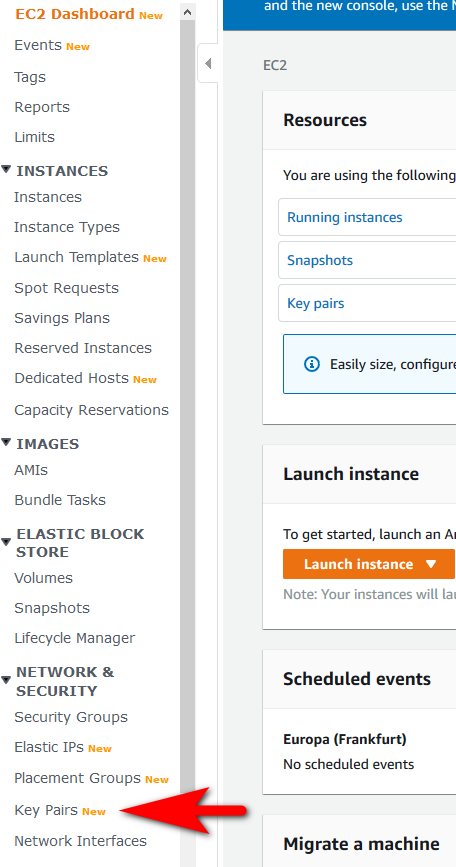 EC2 Dashboard New
Events New
Tags
Reports
Limits
INSTANCES
Instances
Instance Types
Launch Templates New
Spot Requests
Savings Plans
Reserved Instances
Dedicated Hosts New
Capacity Reservations
IMAGES
AMIs
Bundle Tasks
ELASTIC BLOCK
STORE
Volumes
Snapshots
Lifecycle Manager
NETWORK &
SECURITY
Security Groups
Elastic IPs New
Placement Groups New
Key Pairs New
Network Interfaces
and the new console, use the N
EC2
Resources
You are using the following
Running instances
Snapshots
Key pairs
Easily size, configure
Launch instance
To get started, launch an Am
Launch instance
Note: Your instances will lau
Scheduled events
Europa (Frankfurt)
No scheduled events
Migrate a machine